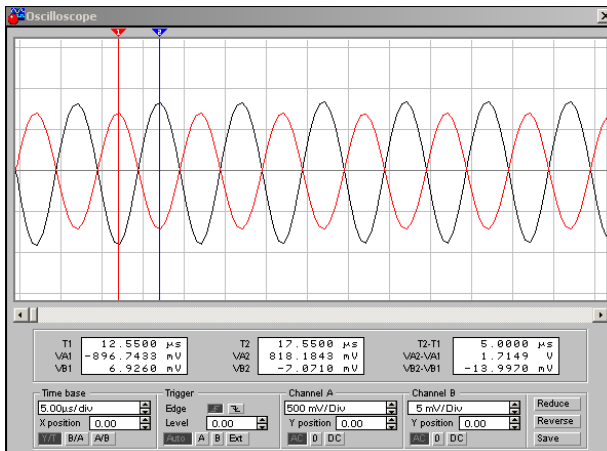 Oscilloscope
1 2
T1 12.5500 µs T2 17.5500 µs T2-T1 5.0000 µs
VA1 -896.7433 mV VA2 818.1843 mV VA2-VA1 1.7149 V
VB1 6.9260 mV VB2 -7.0710 mV VB2-VB1 -13.9970 mV
Time base Trigger Channel A Channel B
5.00µs/div Edge 500 mV/Div 5 mV/Div Reduce
X position 0.00 Level 0.00 Y position 0.00 Y position 0.00 Reverse
Y/T B/A A/B Auto A B Ext AC 0 DC AC 0 DC Save